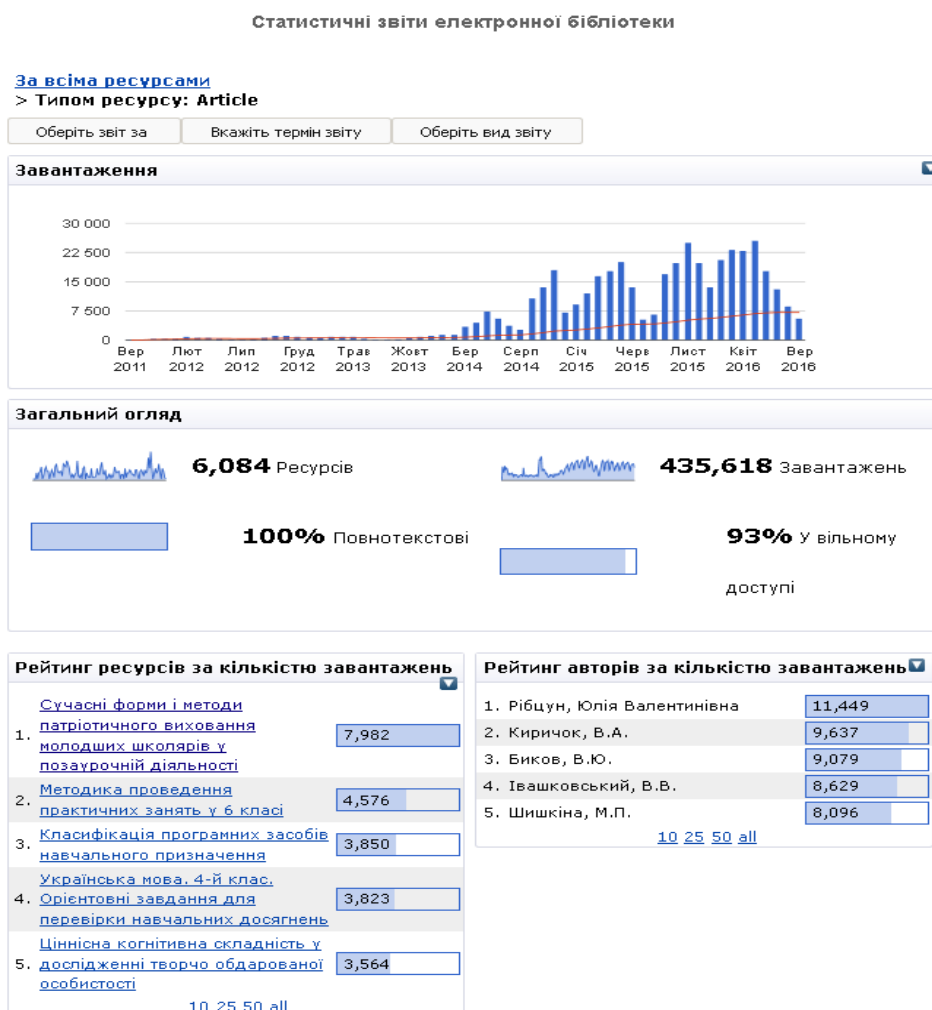 Статистичні звіти електронної бібліотеки
За всіма ресурсами
> Типом ресурсу: Article
Оберіть звіт за
Вкажіть термін звіту
Оберіть вид звіту
Завантаження
30 000
22 500
15 000
7 500
0
Вер Лют Лип Груд Трав Жовт Бер Серп Січ Черв Лист Квіт Вер
2011 2012 2012 2012 2013 2013 2014 2014 2015 2015 2015 2016 2016
Загальний огляд
6,084 Ресурсів
435,618 Завантажень
100% Повнотекстові
93% У вільному
доступі
Рейтинг ресурсів за кількістю завантажень
1. Сучасні форми і методи
патріотичного виховання
молодших школярів у
позаурочній діяльності
7,982
2. Методика проведення
практичних занять у 6 класі
4,576
3. Класифікація програмних засобів
навчального призначення
3,850
4. Українська мова. 4-й клас.
Орієнтовні завдання для
перевірки навчальних досягнень
3,823
5. Ціннісна когнітивна складність у
дослідженні творчо обдарованої
особистості
3,564
10 25 50 all
Рейтинг авторів за кількістю завантажень
1. Рібцун, Юлія Валентинівна 11,449
2. Киричок, В.А. 9,637
3. Биков, В.Ю. 9,079
4. Івашковський, В.В. 8,629
5. Шишкіна, М.П. 8,096
10 25 50 all